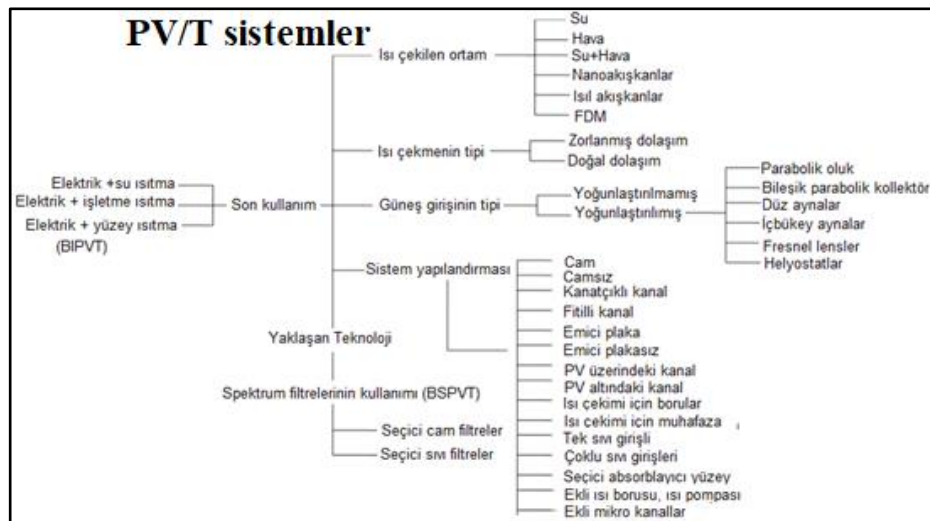 PV/T sistemler
Isı çekilen ortam
Su
Hava
Su+Hava
Nanoakışkanlar
Isıl akışkanlar
FDM
Isı çekmenin tipi
Zorlanmış dolaşım
Doğal dolaşım
Elektrik +su ısıtma
Elektrik + işletme ısıtma
Elektrik + yüzey ısıtma
(BIPVT)
Son kullanım
Güneş girişinin tipi
Yoğunlaştırılmamış
Yoğunlaştırılımış
Parabolik oluk
Bileşik parabolik kollektör
Düz aynalar
İçbükey aynalar
Fresnel lensler
Helyostatlar
Sistem yapılandırması
Cam
Camsız
Kanatçıklı kanal
Fitilli kanal
Emici plaka
Emici plakasız
PV üzerindeki kanal
PV altındaki kanal
Isı çekimi için borular
Isı çekimi için muhafaza
Tek sıvı girişli
Çoklu sıvı girişleri
Seçici absorblayıcı yüzey
Ekli ısı borusu, ısı pompası
Ekli mikro kanallar
Yaklaşan Teknoloji
Spektrum filtrelerinin kullanımı (BSPVT)
Seçici cam filtreler
Seçici sıvı filtreler